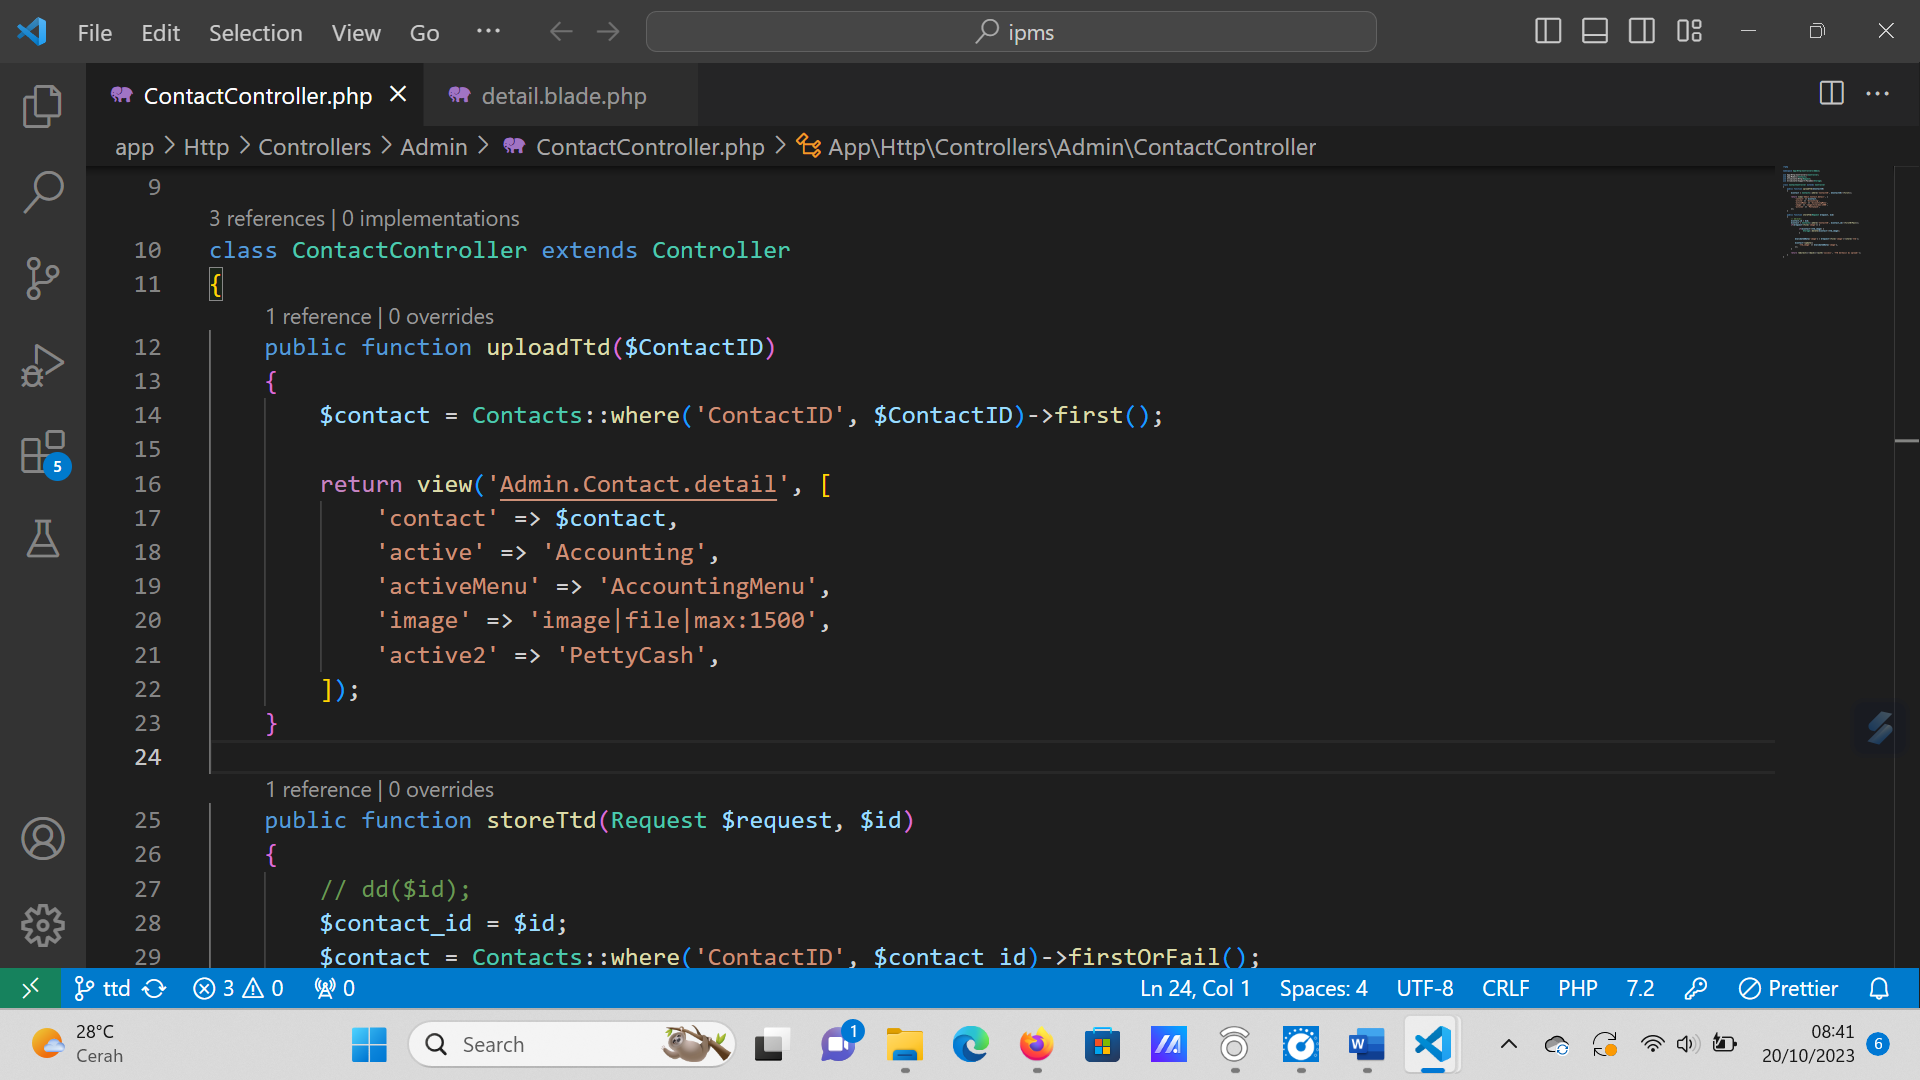 File Edit Selection View Go ···
ipms
ContactController.php
detail.blade.php
app > Http > Controllers > Admin > ContactController.php > App\Http\Controllers\Admin\ContactController
9
3 references | 0 implementations
10 class ContactController extends Controller
11 {
1 reference | 0 overrides
12 public function uploadTtd($ContactID)
13 {
14 $contact = Contacts::where('ContactID', $ContactID)->first();
15
16 return view('Admin.Contact.detail', [
17 'contact' => $contact,
18 'active' => 'Accounting',
19 'activeMenu' => 'AccountingMenu',
20 'image' => 'image|file|max:1500',
21 'active2' => 'PettyCash',
22 ]);
23 }
24
1 reference | 0 overrides
25 public function storeTtd(Request $request, $id)
26 {
27 // dd($id);
28 $contact_id = $id;
29 $contact = Contacts::where('ContactID', $contact_id)->firstOrFail();
5
ttd 3 0 0 Ln 24, Col 1 Spaces: 4 UTF-8 CRLF PHP 7.2 Prettier
28°C
Cerah
Search
1
08:41
20/10/2023
6